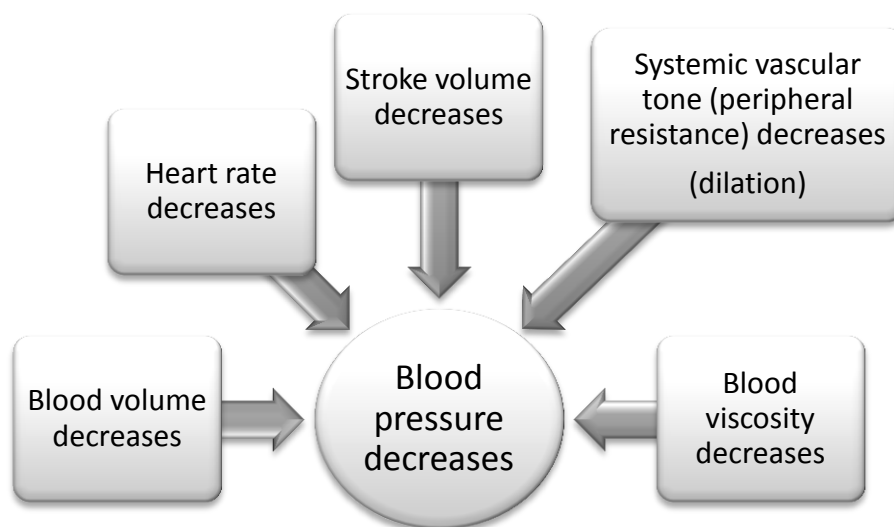 Stroke volume
decreases
Systemic vascular
tone (peripheral
resistance) decreases
(dilation)
Heart rate
decreases
Blood volume
decreases
Blood
pressure
decreases
Blood
viscosity
decreases